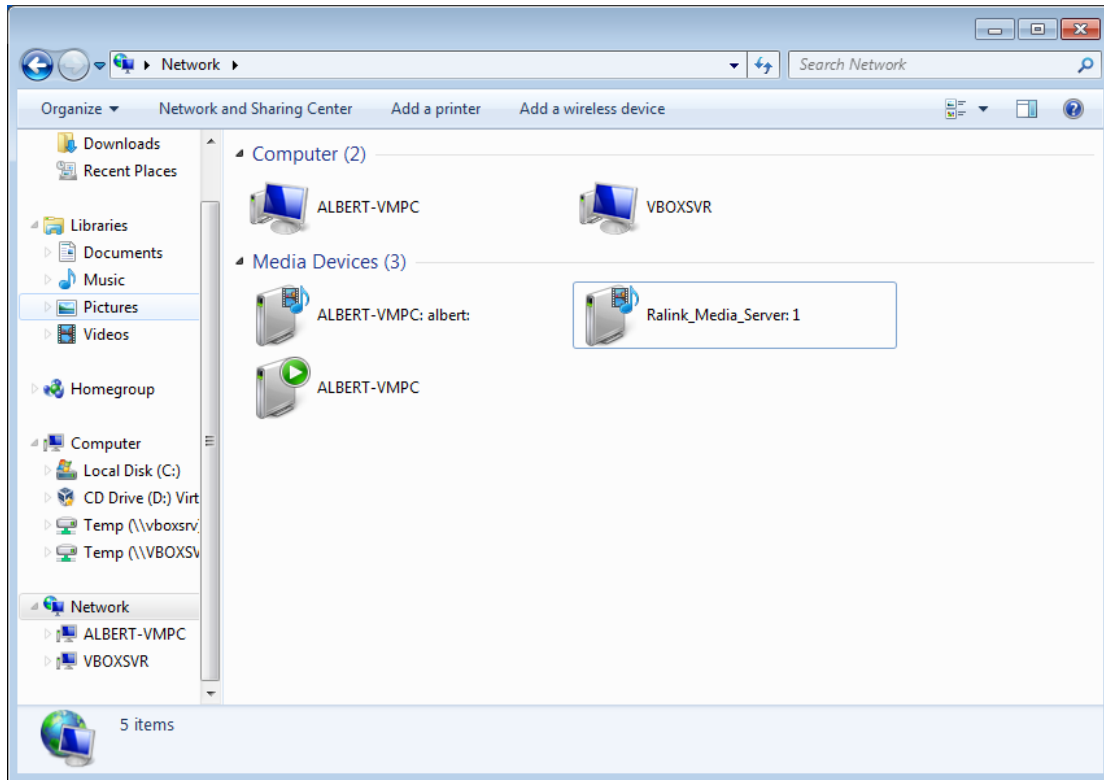 Network
Search Network
Organize
Network and Sharing Center
Add a printer
Add a wireless device
Downloads
Recent Places
Libraries
Documents
Music
Pictures
Videos
Homegroup
Computer
Local Disk (C:)
CD Drive (D:) Virt
Temp (\\vboxsrv)
Temp (\\VBOXSV
Network
ALBERT-VMPC
VBOXSVR
Computer (2)
ALBERT-VMPC
VBOXSVR
Media Devices (3)
ALBERT-VMPC: albert:
Ralink_Media_Server: 1
ALBERT-VMPC
5 items